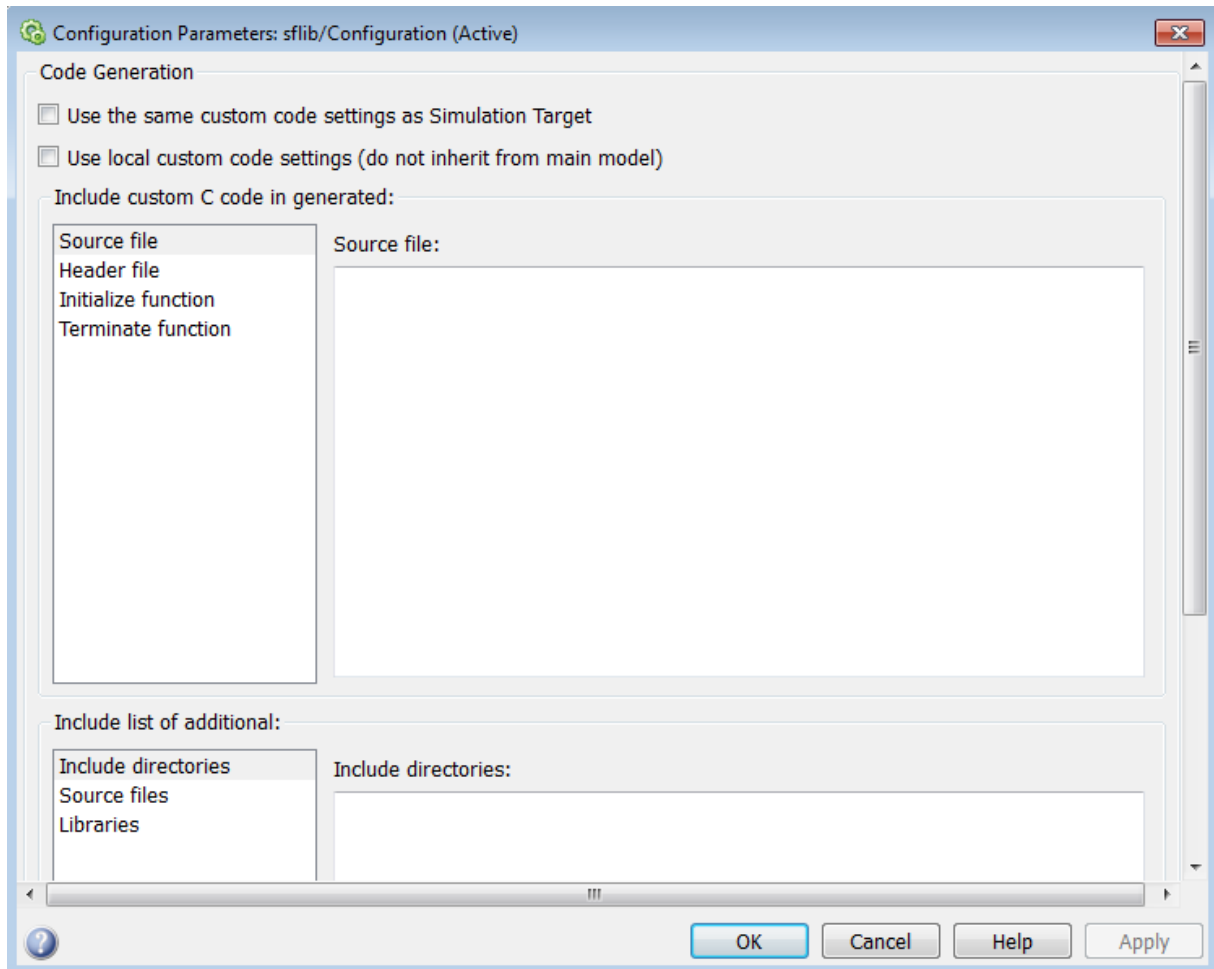 Configuration Parameters: sflib/Configuration (Active)
Code Generation
Use the same custom code settings as Simulation Target
Use local custom code settings (do not inherit from main model)
Include custom C code in generated:
Source file
Header file
Initialize function
Terminate function
Source file:
Include list of additional:
Include directories
Source files
Libraries
Include directories:
OK
Cancel
Help
Apply